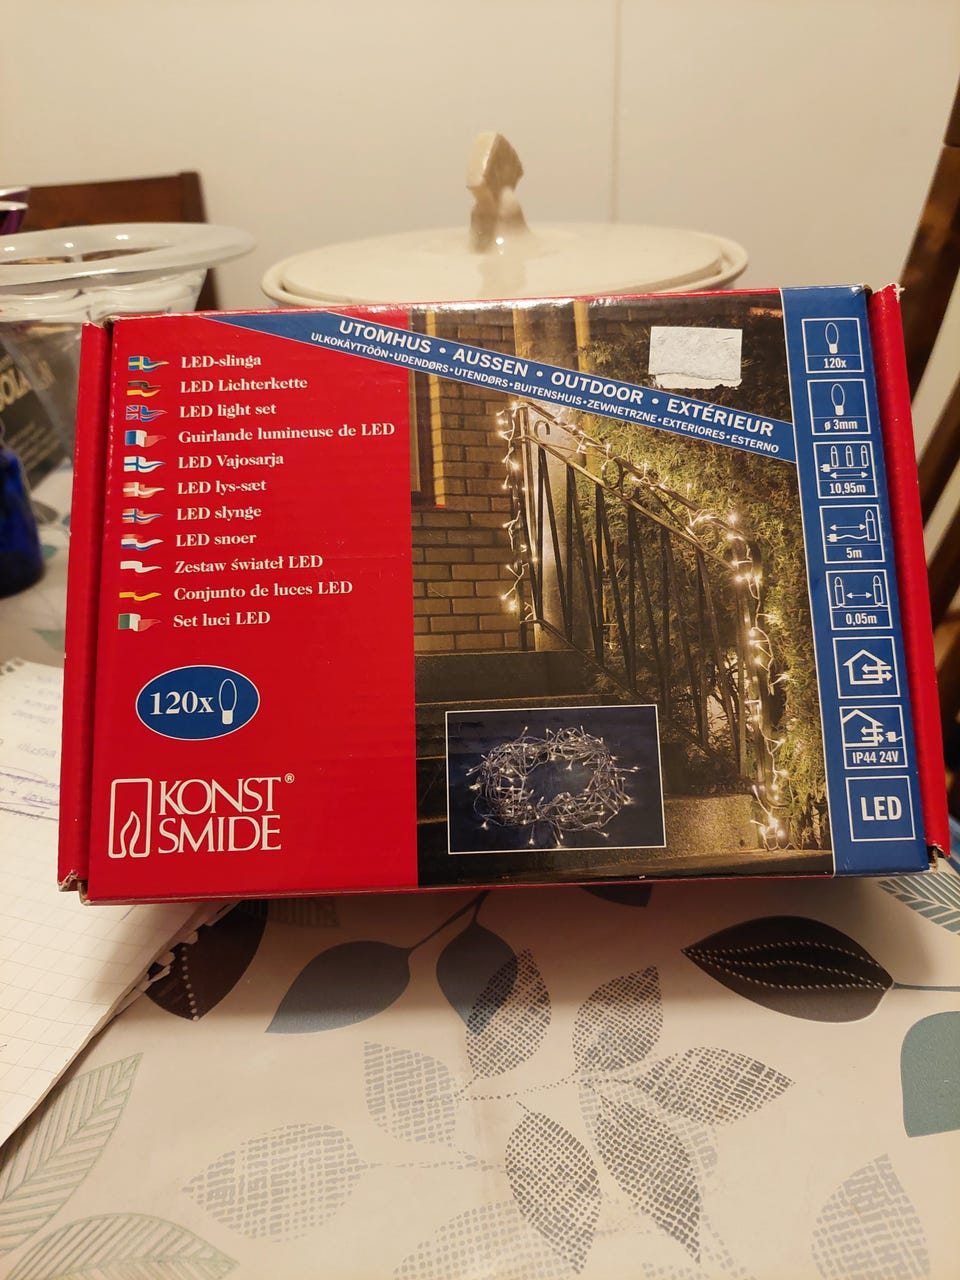 UTOMHUS • AUSSEN • OUTDOOR • EXTÉRIEUR
ULKOKÄYTTÖÖN • UDENDØRS • UTENDØRS • BUITENSHUIS • ZEWNETRZNE • EXTERIORES • ESTERNO
LED-slinga
LED Lichterkette
LED light set
Guirlande lumineuse de LED
LED Vajosarja
LED lys-sæt
LED slynge
LED snoer
Zestaw świateł LED
Conjunto de luces LED
Set luci LED
120x
KONST®
SMIDE
120x
ø 3mm
10,95m
5m
0,05m
IP44 24V
LED